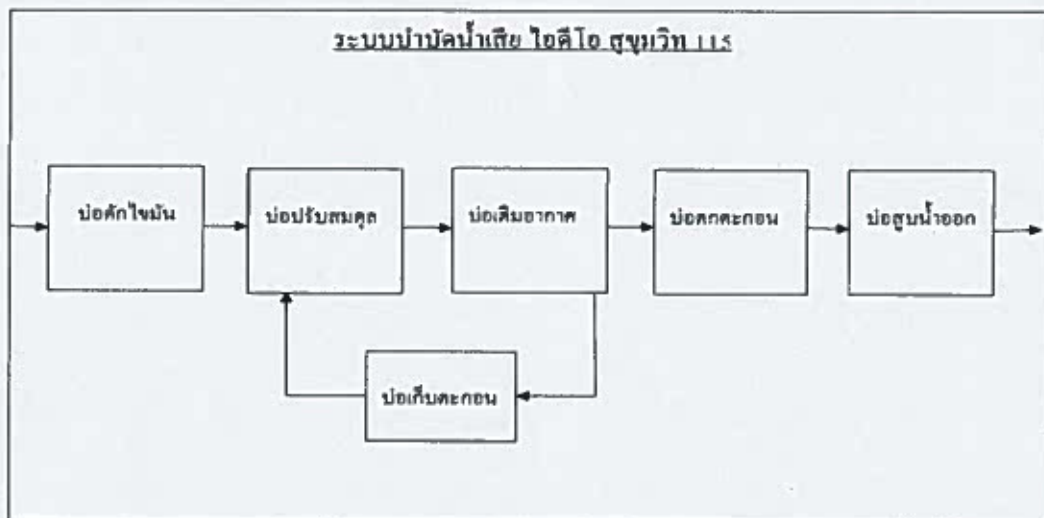 ระบบบำบัดน้ำเสีย ไอดีโอ สุขุมวิท 115
บ่อดักไขมัน
บ่อปรับสมดุล
บ่อเติมอากาศ
บ่อตกตะกอน
บ่อสูบน้ำออก
บ่อเก็บตะกอน